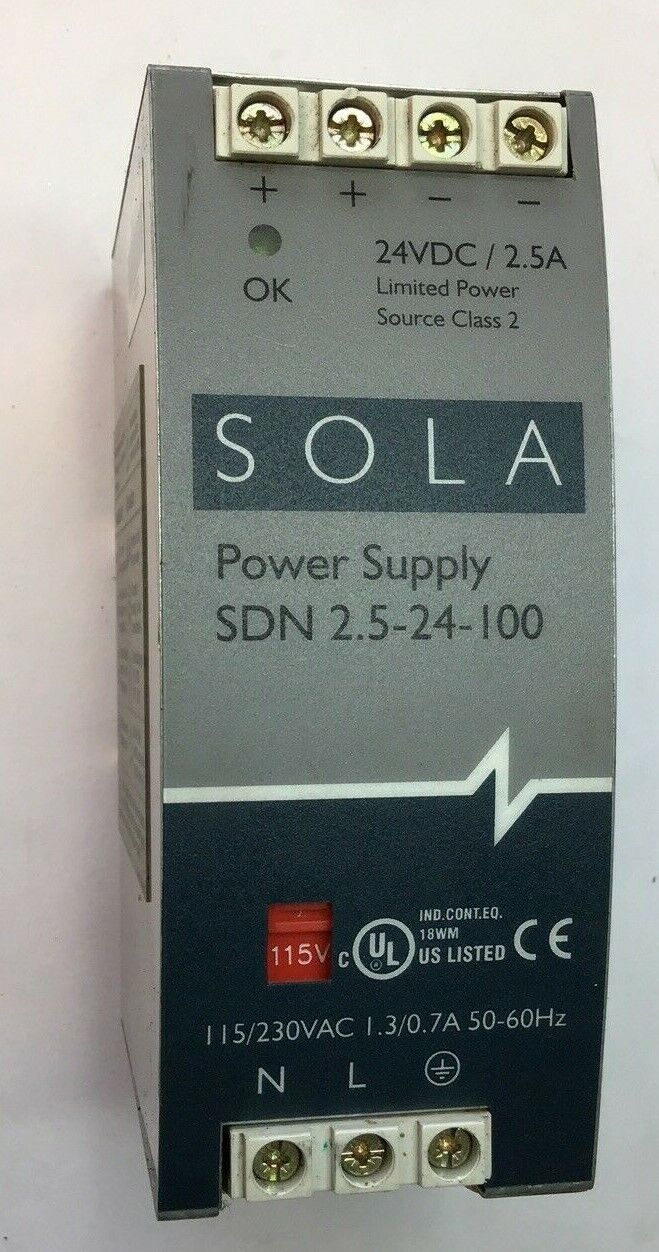 + + − −
OK
24VDC / 2.5A
Limited Power
Source Class 2
SOLA
Power Supply
SDN 2.5-24-100
115V
C UL ®
IND.CONT.EQ.
18WM
US LISTED
CE
115/230VAC 1.3/0.7A 50-60Hz
N L